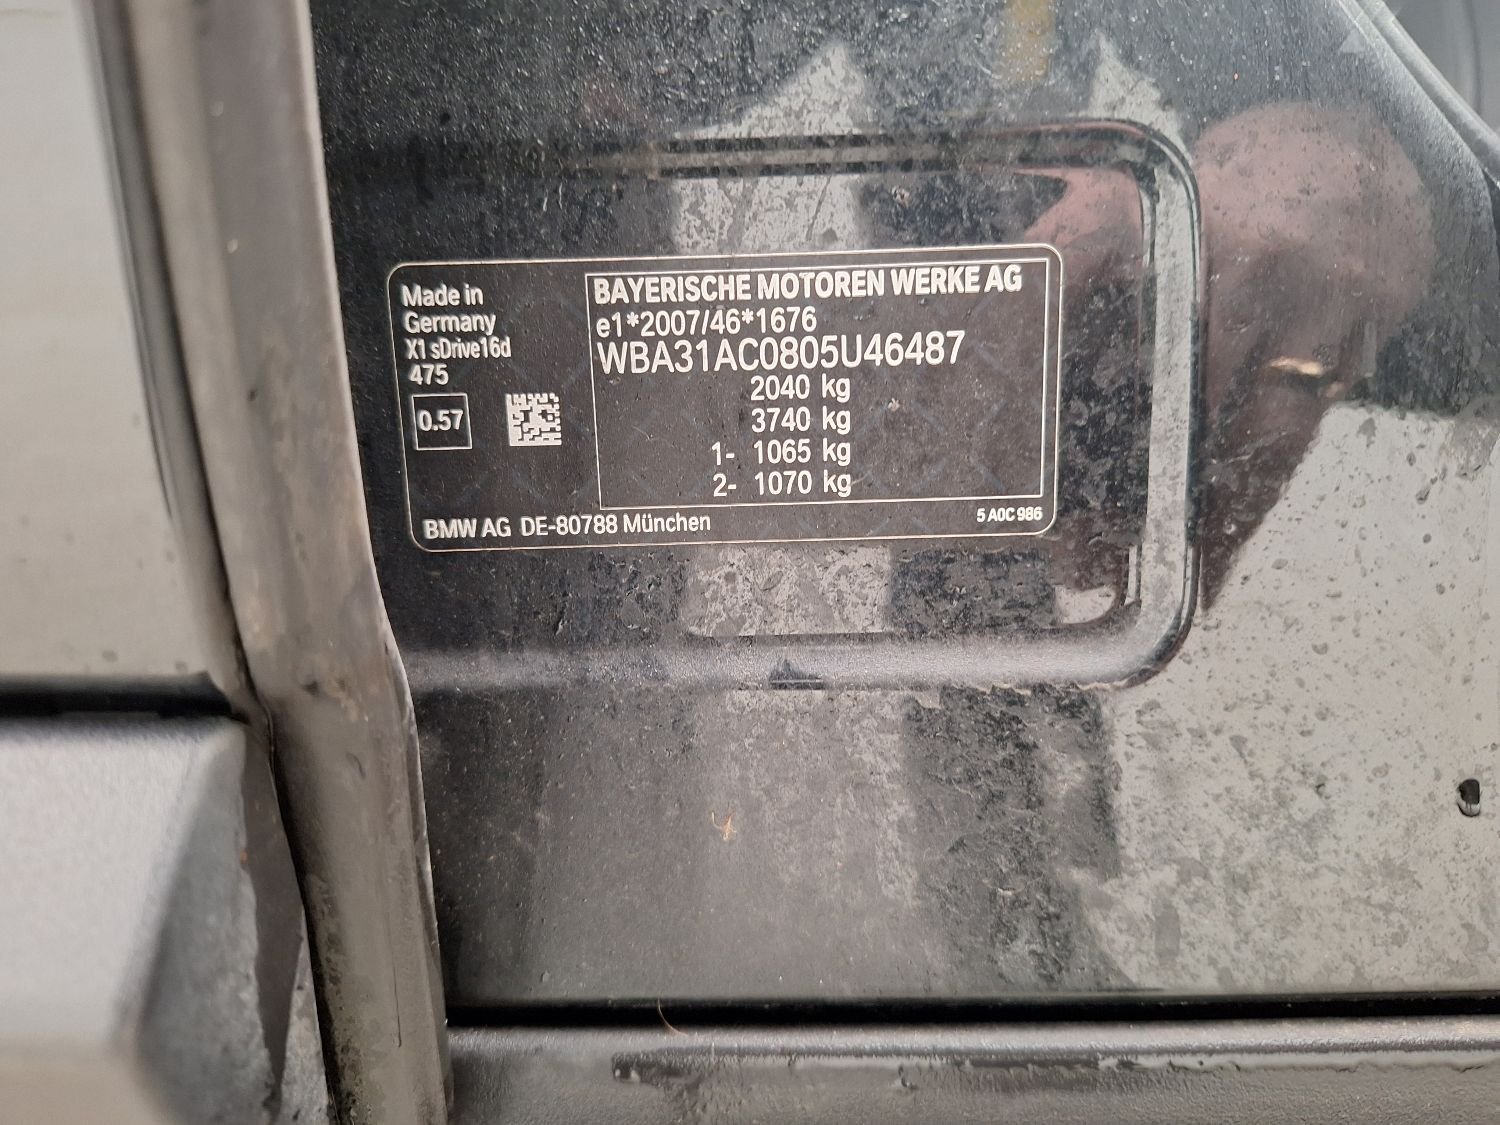 Made in
Germany
X1 sDrive16d
475
0.57
BAYERISCHE MOTOREN WERKE AG
e1*2007/46*1676
WBA31AC0805U46487
2040 kg
3740 kg
1- 1065 kg
2- 1070 kg
BMW AG DE-80788 München
5 A0C 986